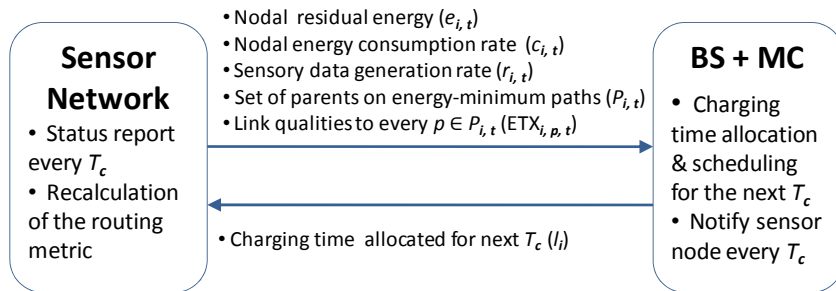 Sensor
Network
• Status report
every Tc
• Recalculation
of the routing
metric
• Nodal residual energy (ei, t)
• Nodal energy consumption rate (ci, t)
• Sensory data generation rate (ri, t)
• Set of parents on energy-minimum paths (Pi, t)
• Link qualities to every p ∈ Pi, t (ETXi, p, t)
• Charging time allocated for next Tc (li)
BS + MC
• Charging
time allocation
& scheduling
for the next Tc
• Notify sensor
node every Tc